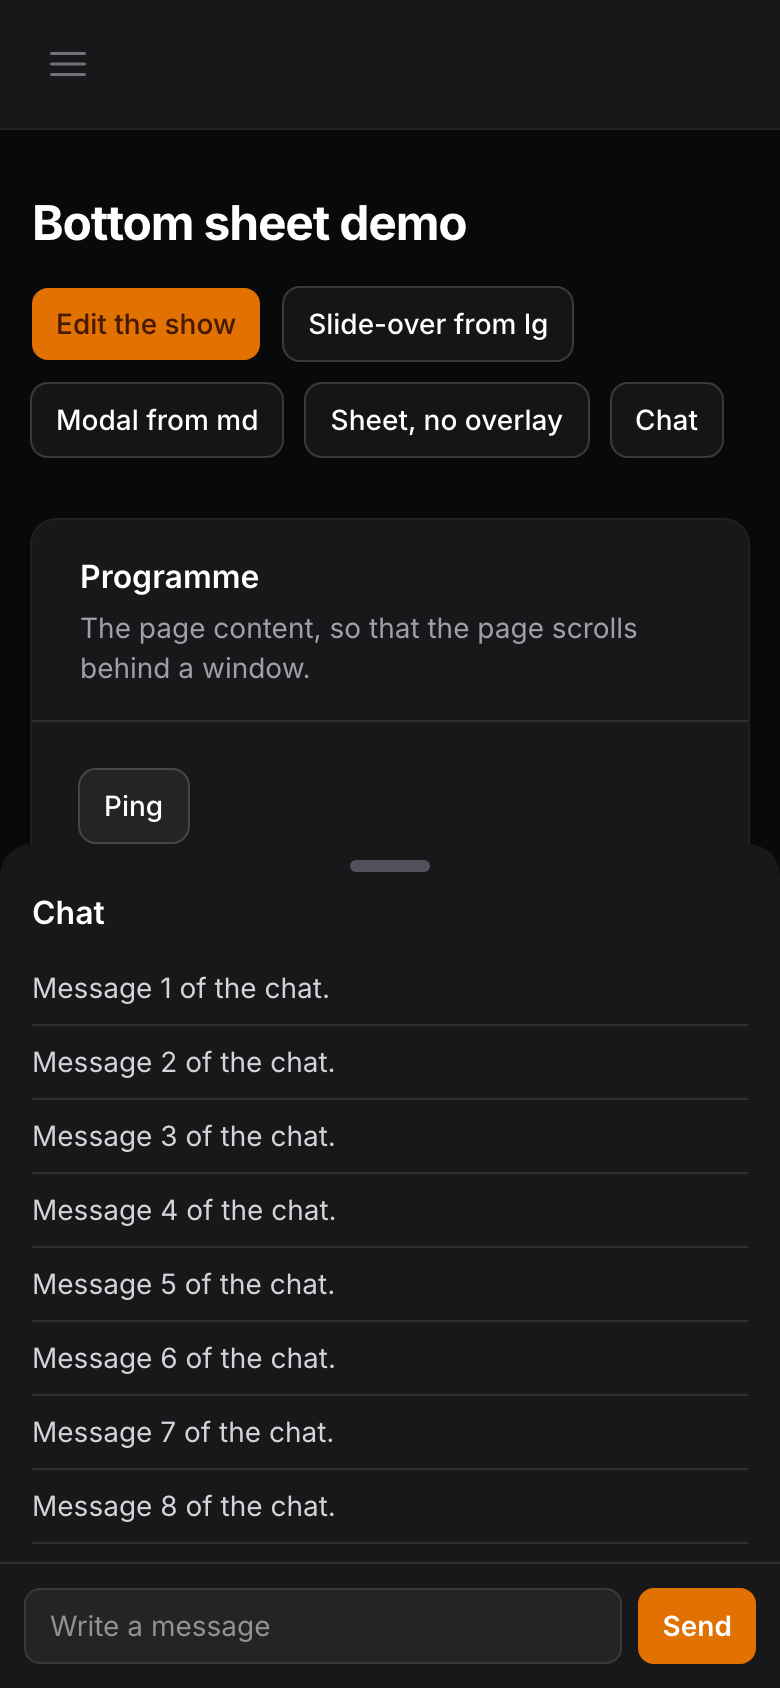 Bottom sheet demo
Edit the show
Slide-over from lg
Modal from md
Sheet, no overlay
Chat
Programme
The page content, so that the page scrolls
behind a window.
Ping
Chat
Message 1 of the chat.
Message 2 of the chat.
Message 3 of the chat.
Message 4 of the chat.
Message 5 of the chat.
Message 6 of the chat.
Message 7 of the chat.
Message 8 of the chat.
Write a message
Send